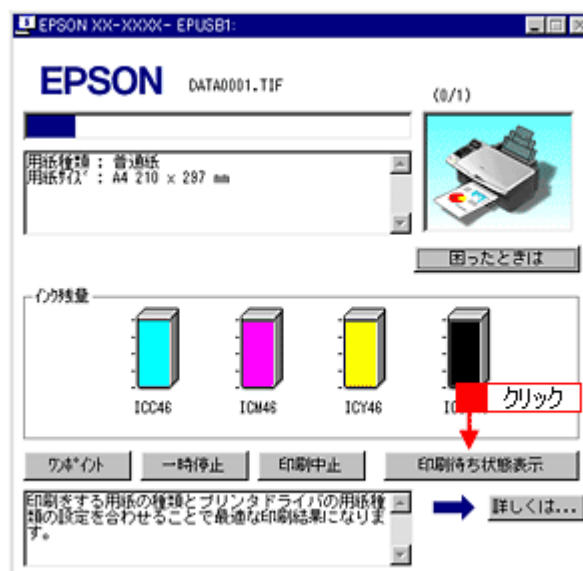 EPSON XX-XXXX- EPUSB1:
EPSON
DATA0001.TIF
(0/1)
用紙種類 : 普通紙
用紙ｻｲｽﾞ : A4 210 x 297 mm
困ったときは
ｲﾝｸ残量
ICC46
ICM46
ICY46
クリック
ﾜﾝﾎﾟｲﾝﾄ
一時停止
印刷中止
印刷待ち状態表示
印刷をする用紙の種類とプリンタドライバの用紙種
類の設定を合わせることで最適な印刷結果になりま
す。
詳しくは...